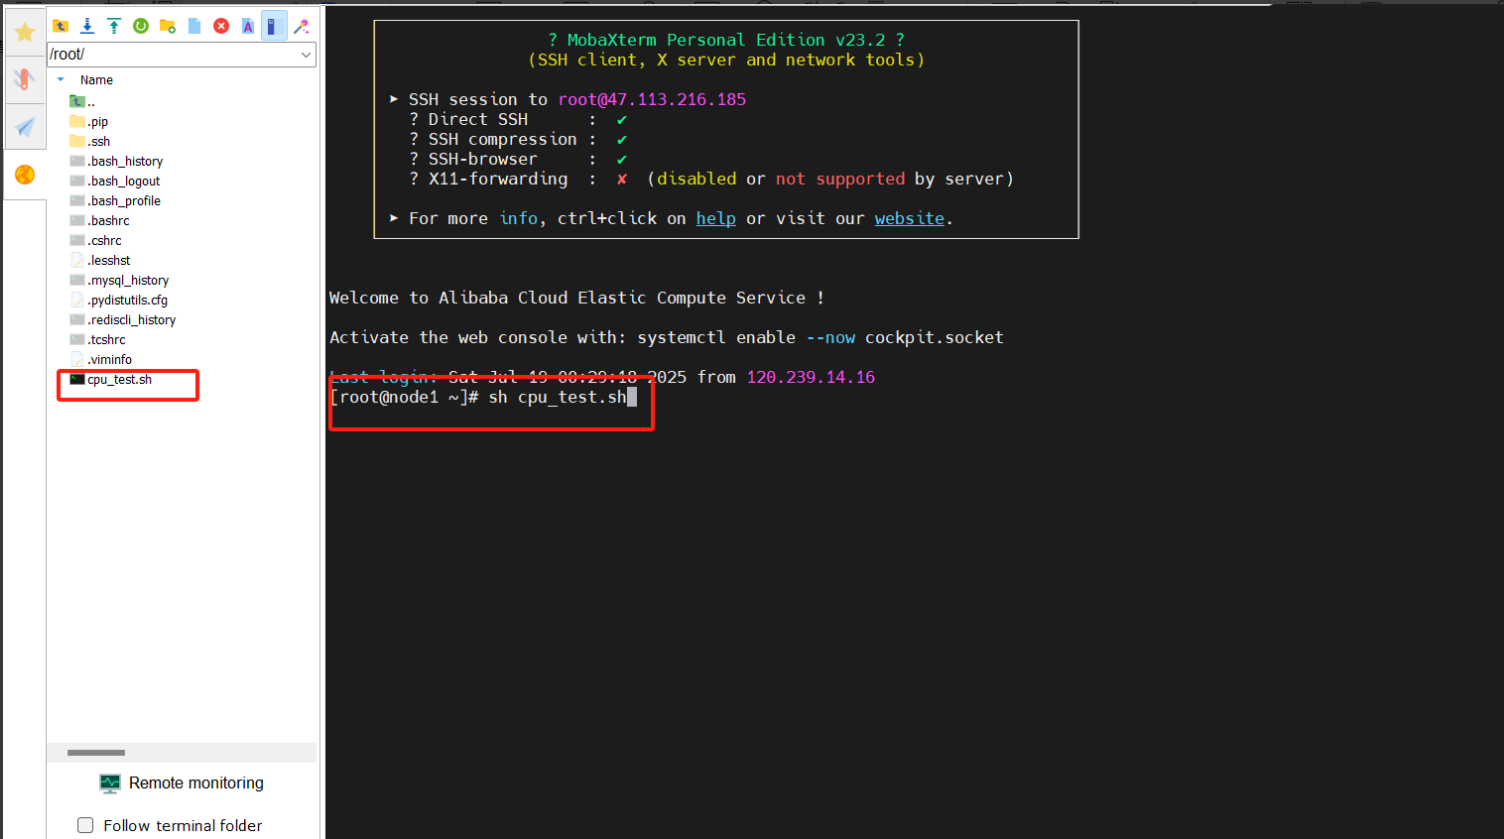 /root/
Name
..
.pip
.ssh
.bash_history
.bash_logout
.bash_profile
.bashrc
.cshrc
.lesshst
.mysql_history
.pydistutils.cfg
.rediscli_history
.tcshrc
.viminfo
cpu_test.sh
Remote monitoring
Follow terminal folder
? MobaXterm Personal Edition v23.2 ?
(SSH client, X server and network tools)
➤ SSH session to root@47.113.216.185
? Direct SSH : ✔
? SSH compression : ✔
? SSH-browser : ✔
? X11-forwarding : ✘ (disabled or not supported by server)
➤ For more info, ctrl+click on help or visit our website.
Welcome to Alibaba Cloud Elastic Compute Service !
Activate the web console with: systemctl enable --now cockpit.socket
Last login: Sat Jul 19 00:29:18 2025 from 120.239.14.16
[root@node1 ~]# sh cpu_test.sh